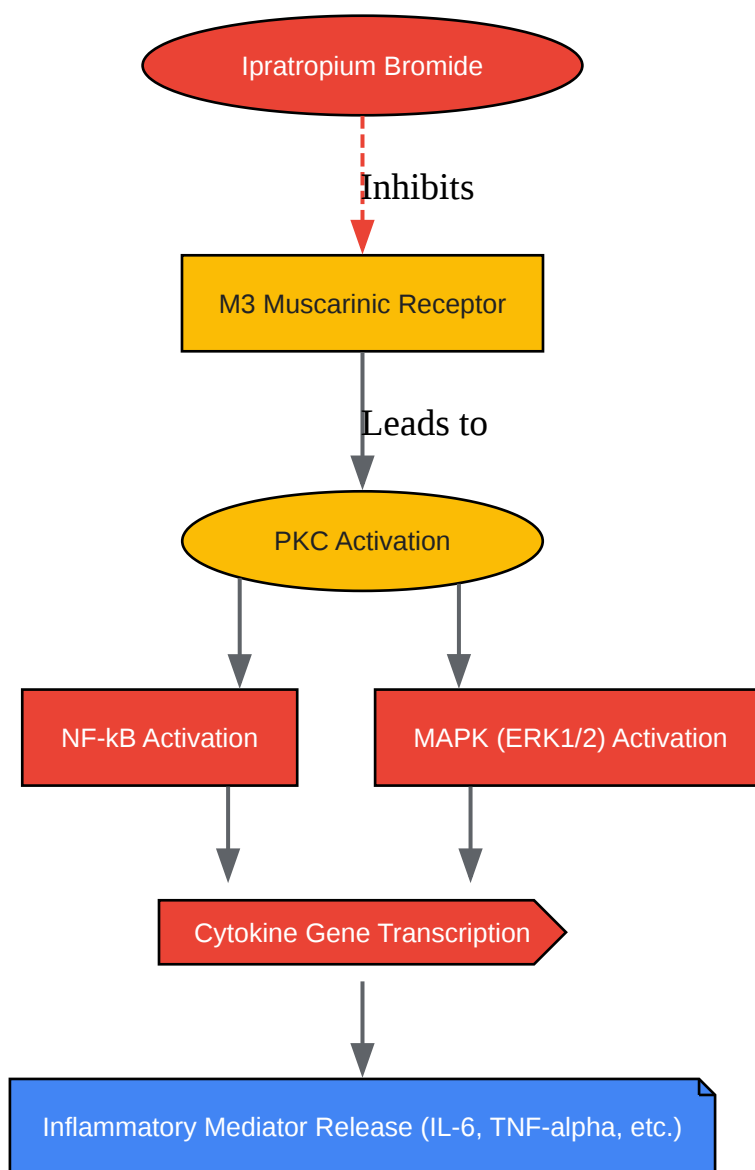 Ipratropium Bromide
Inhibits
M3 Muscarinic Receptor
Leads to
PKC Activation
NF-kB Activation
MAPK (ERK1/2) Activation
Cytokine Gene Transcription
Inflammatory Mediator Release (IL-6, TNF-alpha, etc.)